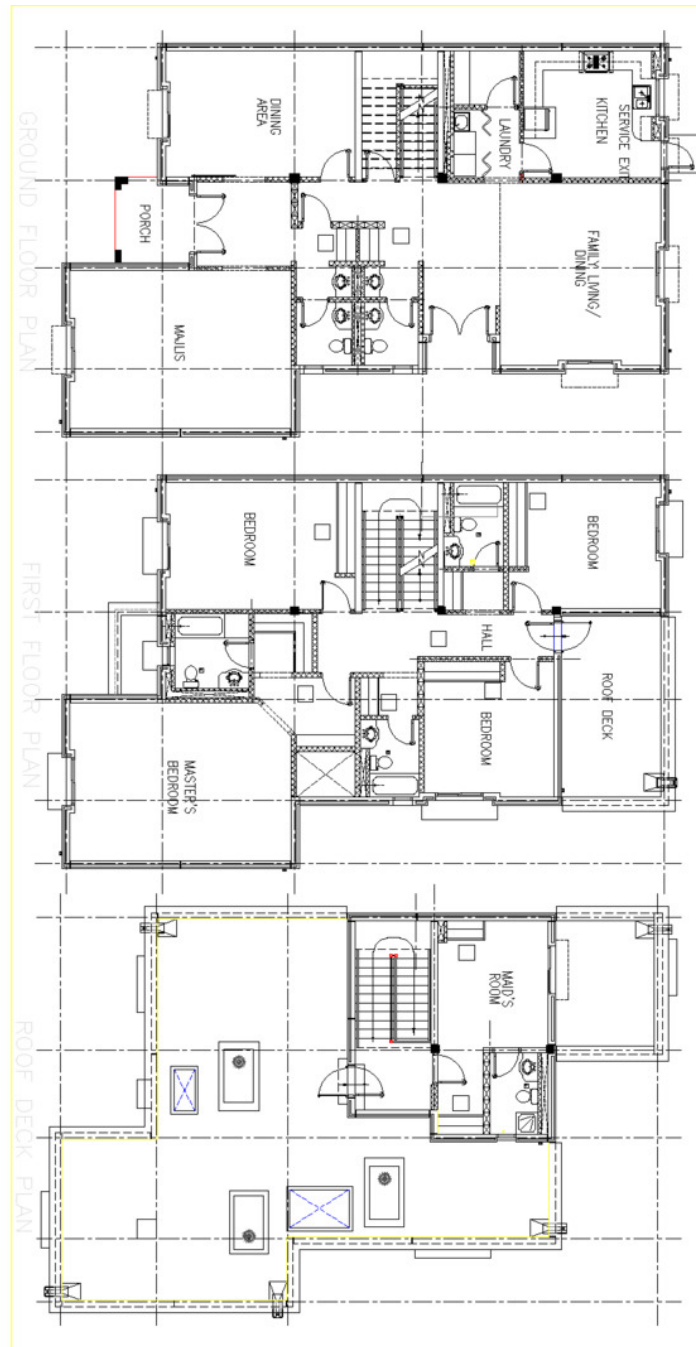 GROUND FLOOR PLAN
DINING
AREA
PORCH
MAJLIS
LAUNDRY
SERVICE EXIT
KITCHEN
FAMILY LIVING/
DINING
FIRST FLOOR PLAN
BEDROOM
BEDROOM
HALL
ROOF DECK
BEDROOM
MASTER'S
BEDROOM
ROOF DECK PLAN
MAID'S
ROOM